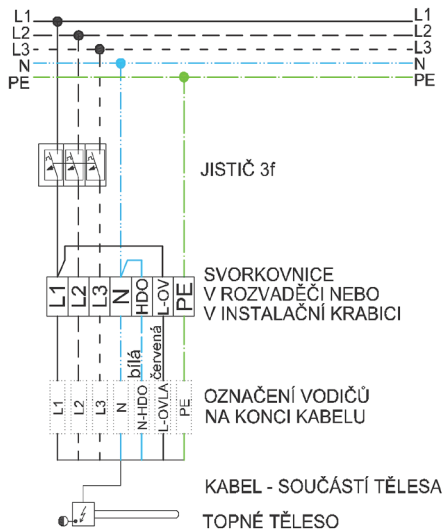 L1 L1
L2 L2
L3 L3
N N
PE PE
JISTIČ 3f
L1 L2 L3 N HDO L-OV PE
SVORKOVNICE
V ROZVADĚČI NEBO
V INSTALAČNÍ KRABICI
bílá
červená
L1 L2 L3 N N-HDO L-OVLA PE
OZNAČENÍ VODIČŮ
NA KONCI KABELU
KABEL - SOUČÁSTÍ TĚLESA
TOPNÉ TĚLESO